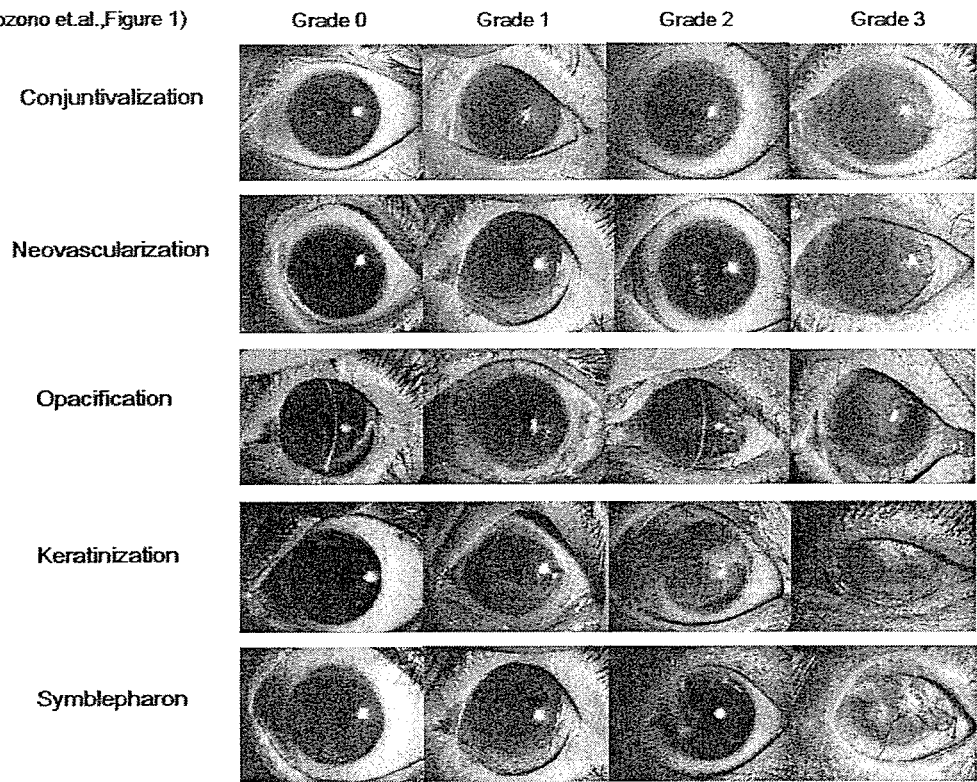 ozono et.al.,Figure 1)
Grade 0 Grade 1 Grade 2 Grade 3
Conjuntivalization
Neovascularization
Opacification
Keratinization
Symblepharon